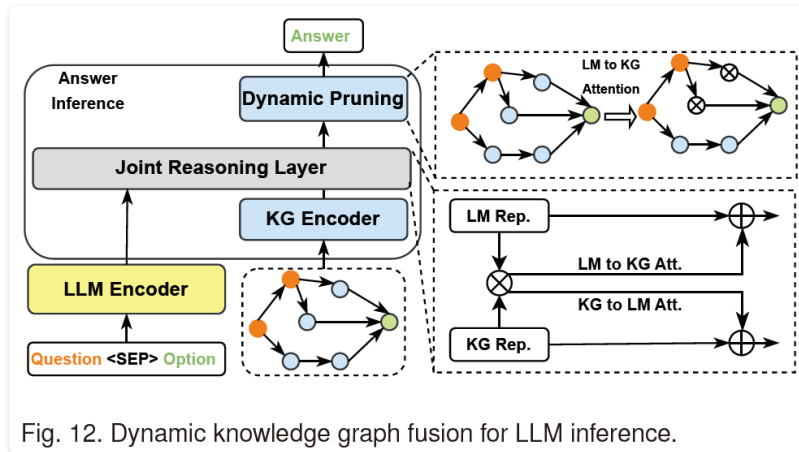 Answer
Answer
Inference
Dynamic Pruning
Joint Reasoning Layer
KG Encoder
LLM Encoder
Question <SEP> Option
LM to KG
Attention
LM Rep.
LM to KG Att.
KG to LM Att.
KG Rep.
Fig. 12. Dynamic knowledge graph fusion for LLM inference.